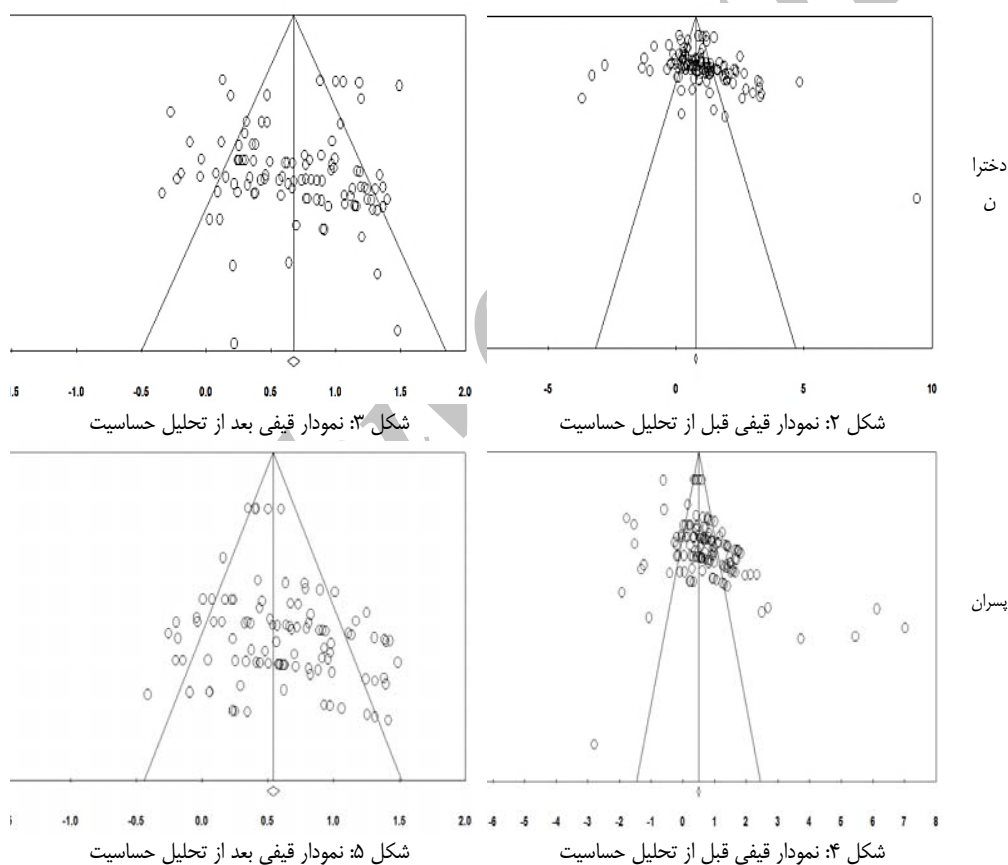 10 5 0 -5
دخترا
ن
2.0 1.5 1.0 0.5 0.0 -0.5 -1.0 .5
شکل ۲: نمودار قیفی قبل از تحلیل حساسیت
شکل ۳: نمودار قیفی بعد از تحلیل حساسیت
پسران
-6 -5 -4 -3 -2 -1 0 1 2 3 4 5 6 7 8
-1.0 -0.5 0.0 0.5 1.0 1.5 2.0
شکل ۴: نمودار قیفی قبل از تحلیل حساسیت
شکل ۵: نمودار قیفی بعد از تحلیل حساسیت